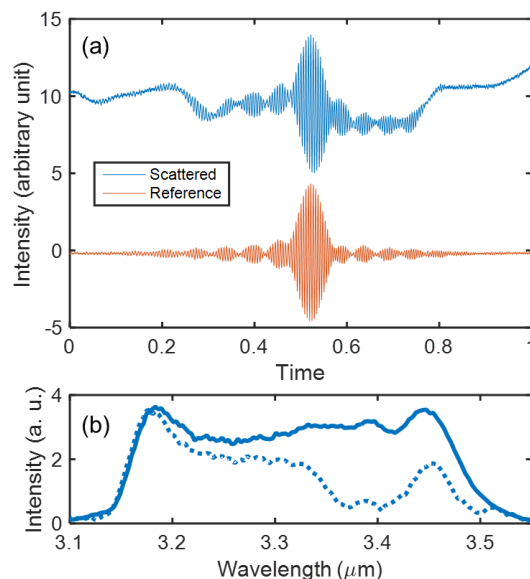 (a)
15
10
5
0
-5
Intensity (arbitrary unit)
Scattered
Reference
0 0.2 0.4 0.6 0.8 1
Time
(b)
4
2
0
Intensity (a. u.)
3.1 3.2 3.3 3.4 3.5
Wavelength (μm)